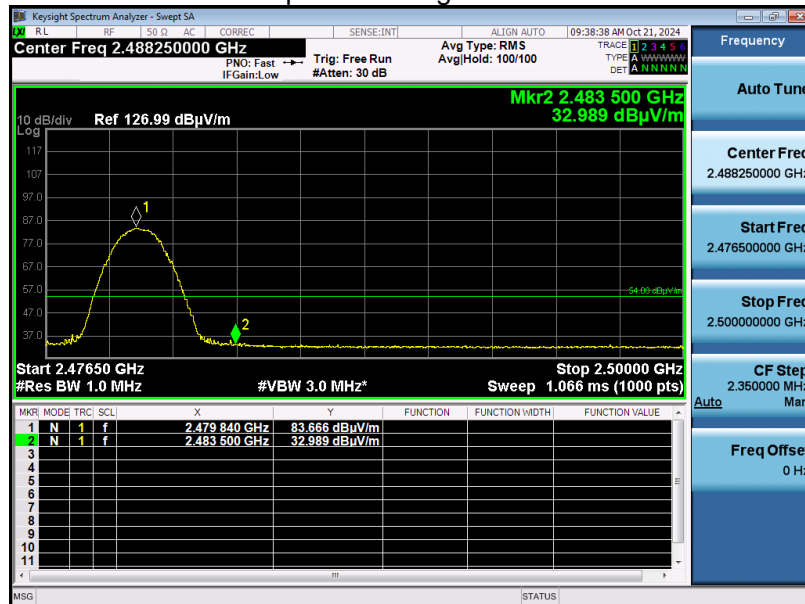 Keysight Spectrum Analyzer - Swept SA
RL RF 50 Ω AC CORREC SENSE:INT ALIGN AUTO 09:38:38 AM Oct 21, 2024
Center Freq 2.488250000 GHz
PNO: Fast
IFGain:Low
Trig: Free Run
#Atten: 30 dB
Avg Type: RMS
Avg|Hold: 100/100
TRACE 1 2 3 4 5 6
TYPE A WWWWW
DET A N N N N N
Mkr2 2.483 500 GHz
32.989 dBµV/m
10 dB/div Ref 126.99 dBµV/m
Log
117
107
97.0
87.0
77.0
67.0
57.0
47.0
37.0
1
2
54.00 dBµV/m
Start 2.47650 GHz Stop 2.50000 GHz
#Res BW 1.0 MHz #VBW 3.0 MHz* Sweep 1.066 ms (1000 pts)
MKR MODE TRC SCL X Y FUNCTION FUNCTION WIDTH FUNCTION VALUE
1 N 1 f 2.479 840 GHz 83.666 dBµV/m
2 N 1 f 2.483 500 GHz 32.989 dBµV/m
3
4
5
6
7
8
9
10
11
MSG STATUS
Frequency
Auto Tune
Center Freq
2.488250000 GHz
Start Freq
2.476500000 GHz
Stop Freq
2.500000000 GHz
CF Step
2.350000 MHz
Auto Man
Freq Offset
0 Hz